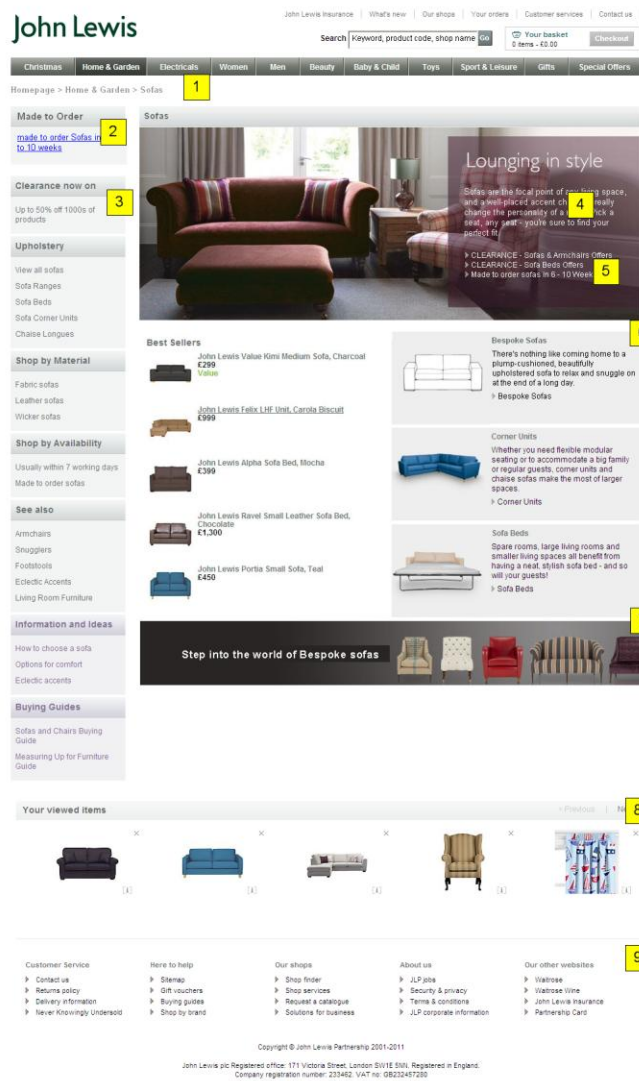 John Lewis Insurance | What's new | Our shops | Your orders | Customer services | Contact us
John Lewis
Search Keyword, product code, shop name Go
Your basket
0 items - £0.00
Checkout
Christmas Home & Garden Electricals Women Men Beauty Baby & Child Toys Sport & Leisure Gifts Special Offers
Homepage > Home & Garden > Sofas
1
Made to Order
made to order Sofas in
to 10 weeks
2
Clearance now on
Up to 50% off 1000s of
products
3
Upholstery
View all sofas
Sofa Ranges
Sofa Beds
Sofa Corner Units
Chaise Longues
Shop by Material
Fabric sofas
Leather sofas
Wicker sofas
Shop by Availability
Usually within 7 working days
Made to order sofas
See also
Armchairs
Snugglers
Footstools
Eclectic Accents
Living Room Furniture
Information and Ideas
How to choose a sofa
Options for comfort
Eclectic accents
Buying Guides
Sofas and Chairs Buying
Guide
Measuring Up for Furniture
Guide
Sofas
Lounging in style
Sofas are the focal point of any living space,
and a well-placed accent ch really
change the personality of a ick a
seat, any seat - you're sure to find your
perfect fit.
4
CLEARANCE - Sofas & Armchairs Offers
CLEARANCE - Sofa Beds Offers
Made to order sofas in 6 - 10 Week
5
Best Sellers
John Lewis Value Kimi Medium Sofa, Charcoal
£299
Value
John Lewis Felix LHF Unit, Carola Biscuit
£999
John Lewis Alpha Sofa Bed, Mocha
£399
John Lewis Ravel Small Leather Sofa Bed,
Chocolate
£1,300
John Lewis Portia Small Sofa, Teal
£450
Bespoke Sofas
There's nothing like coming home to a
plump-cushioned, beautifully
upholstered sofa to relax and snuggle on
at the end of a long day.
Bespoke Sofas
Corner Units
Whether you need flexible modular
seating or to accommodate a big family
or regular guests, corner units and
chaise sofas make the most of larger
spaces.
Corner Units
Sofa Beds
Spare rooms, large living rooms and
smaller living spaces all benefit from
having a neat, stylish sofa bed - and so
will your guests!
Sofa Beds
Step into the world of Bespoke sofas
Your viewed items
Previous | Ne
8
Customer Service
Contact us
Returns policy
Delivery information
Never Knowingly Undersold
Here to help
Sitemap
Gift vouchers
Buying guides
Shop by brand
Our shops
Shop finder
Shop services
Request a catalogue
Solutions for business
About us
JLP jobs
Security & privacy
Terms & conditions
JLP corporate information
Our other websites
Waitrose
Waitrose Wine
John Lewis Insurance
Partnership Card
9
Copyright © John Lewis Partnership 2001-2011
John Lewis plc Registered office: 171 Victoria Street, London SW1E 5NN. Registered in England.
Company registration number: 233462. VAT no: GB232457280